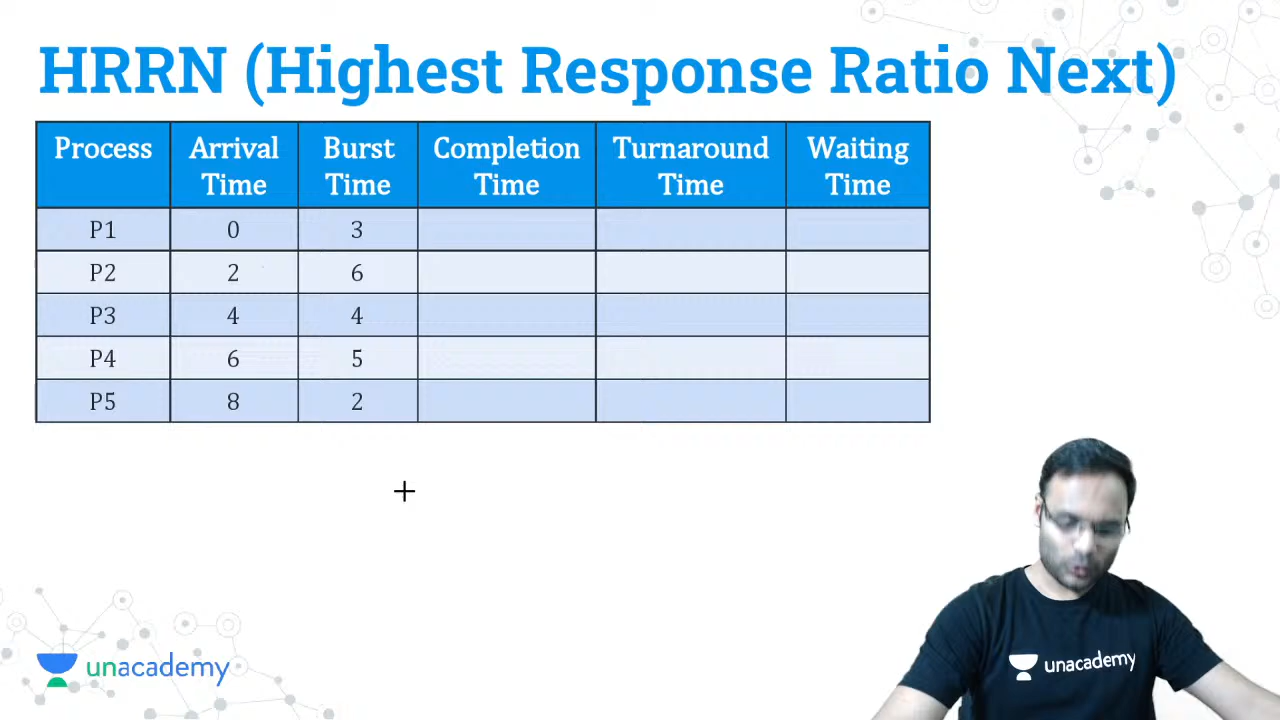 HRRN (Highest Response Ratio Next)
Process Arrival Time Burst Time Completion Time Turnaround Time Waiting Time
P1 0 3
P2 2 6
P3 4 4
P4 6 5
P5 8 2
unacademy
unacademy